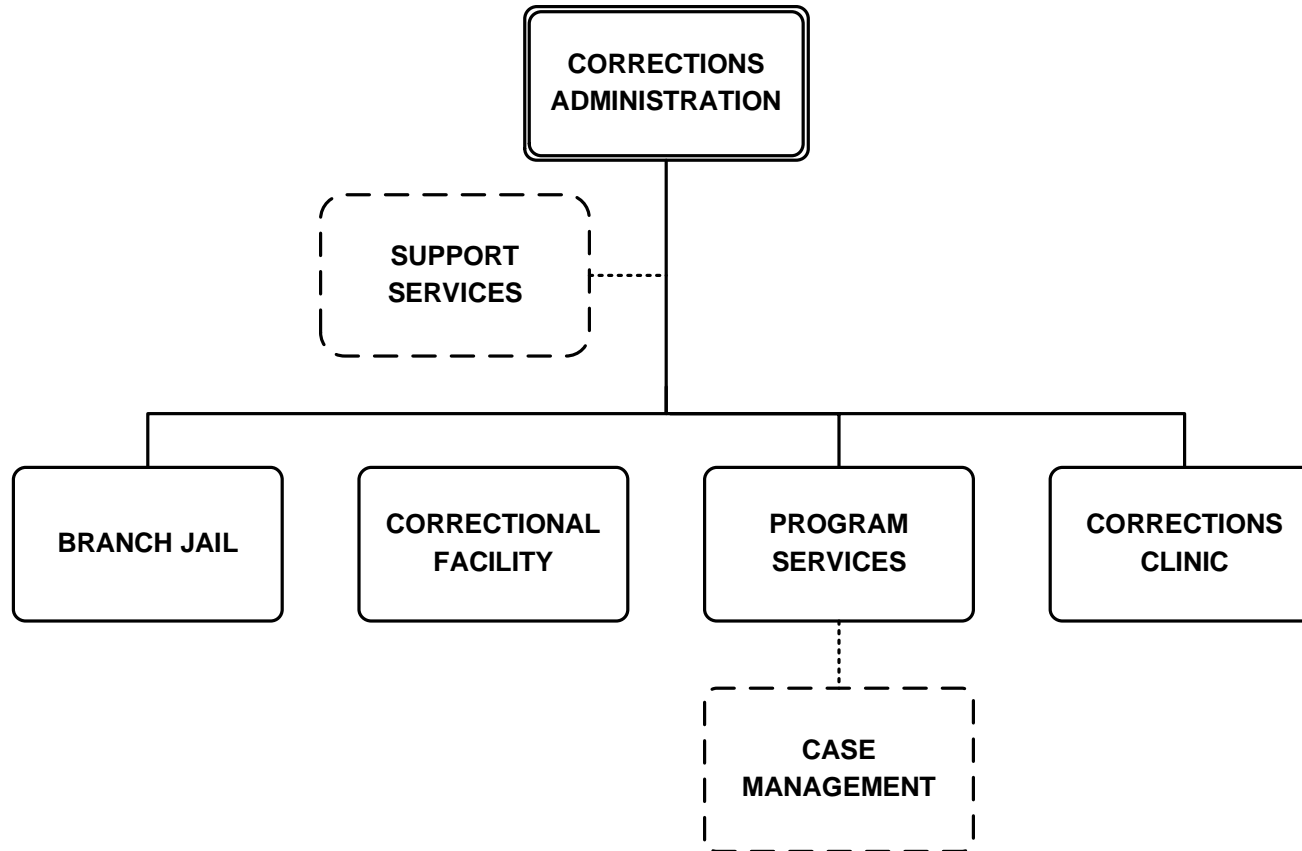 CORRECTIONS
ADMINISTRATION
SUPPORT
SERVICES
BRANCH JAIL
CORRECTIONAL
FACILITY
PROGRAM
SERVICES
CORRECTIONS
CLINIC
CASE
MANAGEMENT